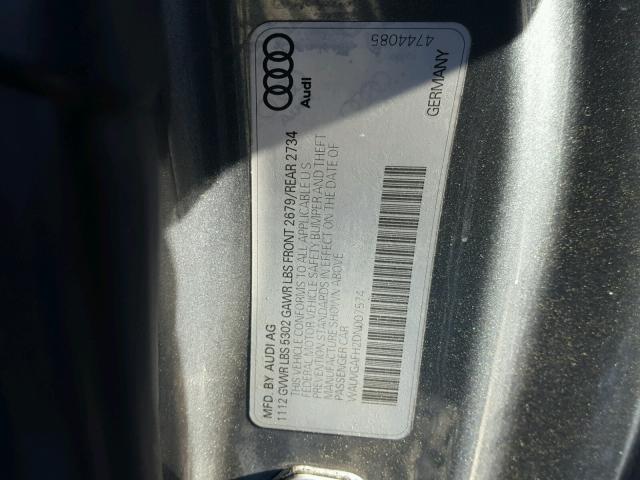 4744085
Audi
GERMANY
MFD. BY AUDI AG
1112 GVWR LBS 5302 GAWR LBS FRONT 2679/REAR 2734
THIS VEHICLE CONFORMS TO ALL APPLICABLE U S
FEDERAL MOTOR VEHICLE SAFETY BUMPER AND THEFT
PREVENTION STANDARDS IN EFFECT ON THE DATE OF
MANUFACTURE SHOWN ABOVE
PASSENGER CAR